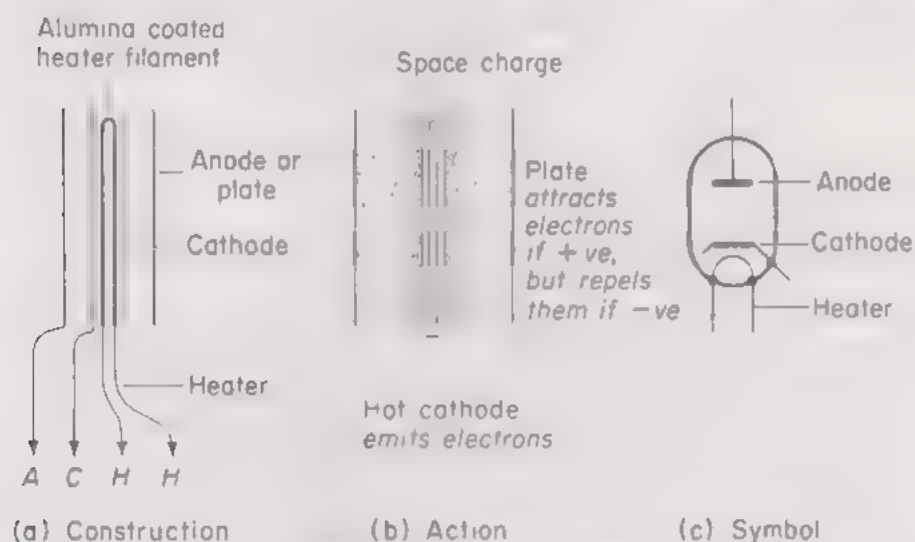 Alumina coated
heater filament
Anode or
plate
Cathode
Heater
A C H H
(a) Construction
Space charge
Plate
attracts
electrons
if +ve,
but repels
them if −ve
Hot cathode
emits electrons
(b) Action
Anode
Cathode
Heater
(c) Symbol